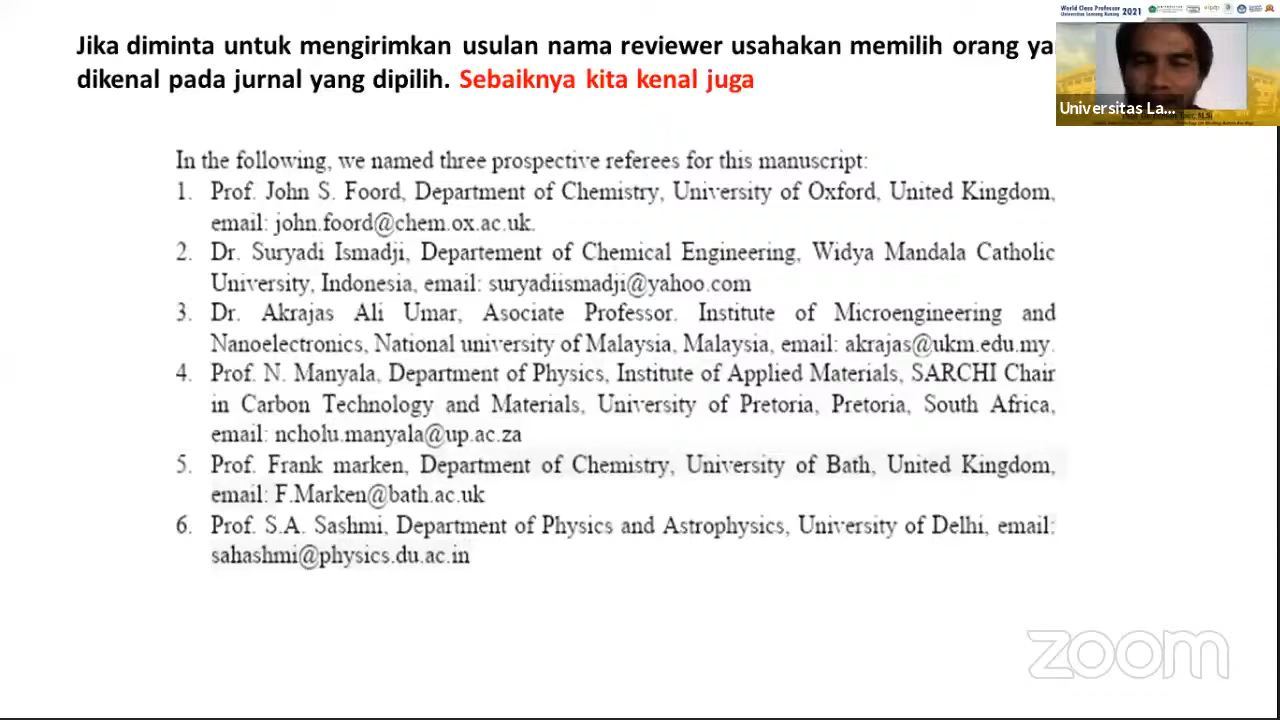 Jika diminta untuk mengirimkan usulan nama reviewer usahakan memilih orang ya
dikenal pada jurnal yang dipilih. Sebaiknya kita kenal juga
World Class Professor
Universitas Lancang Kuning 2021
Universitas La...
In the following, we named three prospective referees for this manuscript:
1. Prof. John S. Foord, Department of Chemistry, University of Oxford, United Kingdom,
email: john.foord@chem.ox.ac.uk.
2. Dr. Suryadi Ismadji, Departement of Chemical Engineering, Widya Mandala Catholic
University, Indonesia, email: suryadiismadji@yahoo.com
3. Dr. Akrajas Ali Umar, Asociate Professor. Institute of Microengineering and
Nanoelectronics, National university of Malaysia, Malaysia, email: akrajas@ukm.edu.my.
4. Prof. N. Manyala, Department of Physics, Institute of Applied Materials, SARCHI Chair
in Carbon Technology and Materials, University of Pretoria, Pretoria, South Africa,
email: ncholu.manyala@up.ac.za
5. Prof. Frank marken, Department of Chemistry, University of Bath, United Kingdom,
email: F.Marken@bath.ac.uk
6. Prof. S.A. Sashmi, Department of Physics and Astrophysics, University of Delhi, email:
sahashmi@physics.du.ac.in
zoom